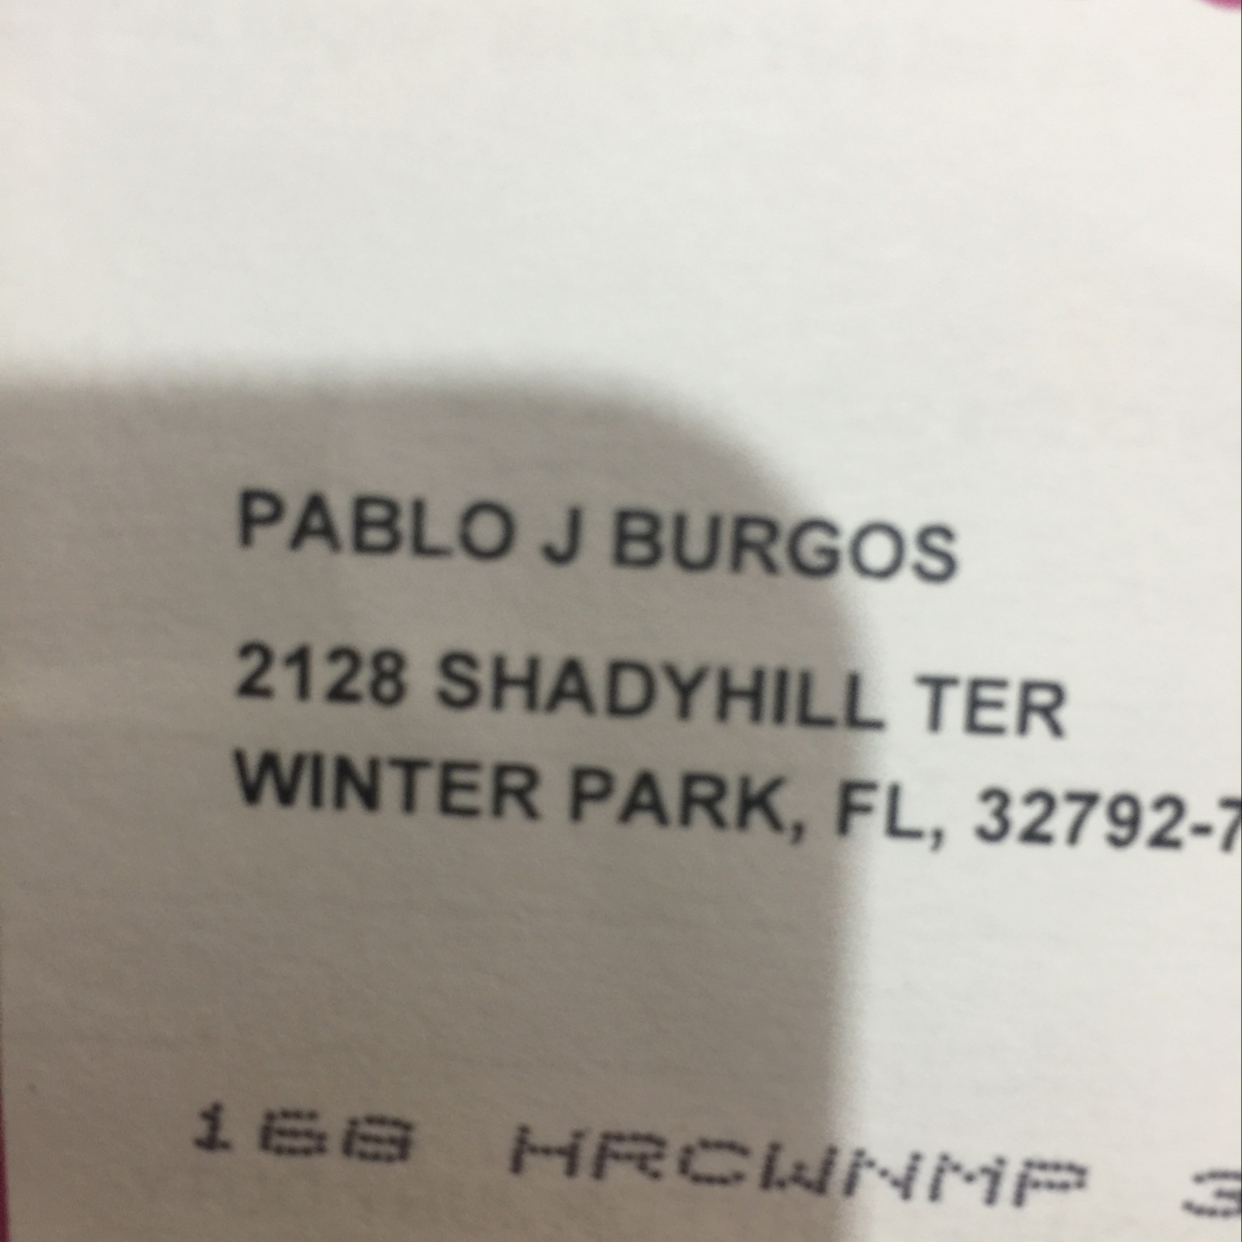 PABLO J BURGOS
2128 SHADYHILL TER
WINTER PARK, FL, 32792-7
168 HRCWNMP 3